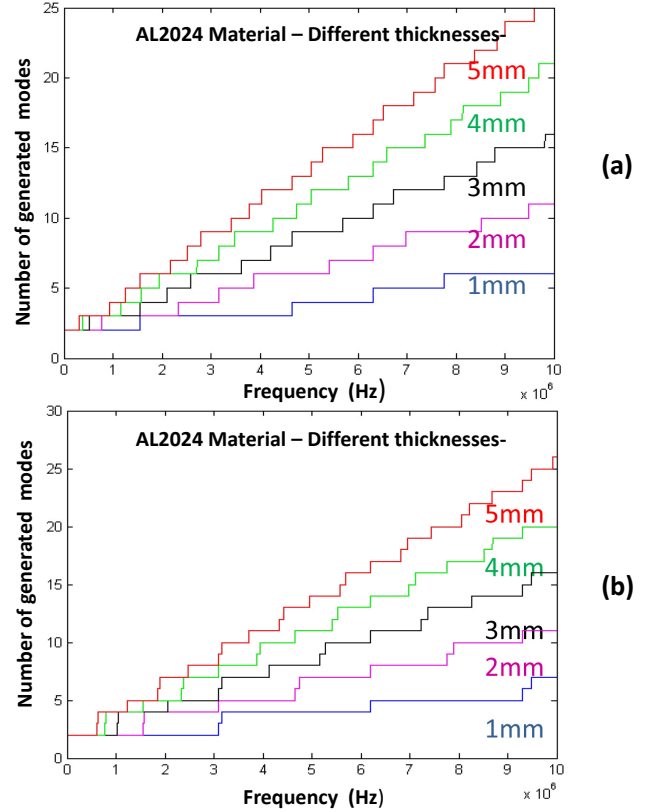 25
20
15
10
5
0
Number of generated modes
AL2024 Material – Different thicknesses-
5mm
4mm
3mm
2mm
1mm
(a)
0 1 2 3 4 5 6 7 8 9 10
Frequency (Hz)
x 10^6
30
25
20
15
10
5
0
Number of generated modes
AL2024 Material – Different thicknesses-
5mm
4mm
3mm
2mm
1mm
(b)
0 1 2 3 4 5 6 7 8 9 10
Frequency (Hz)
x 10^6